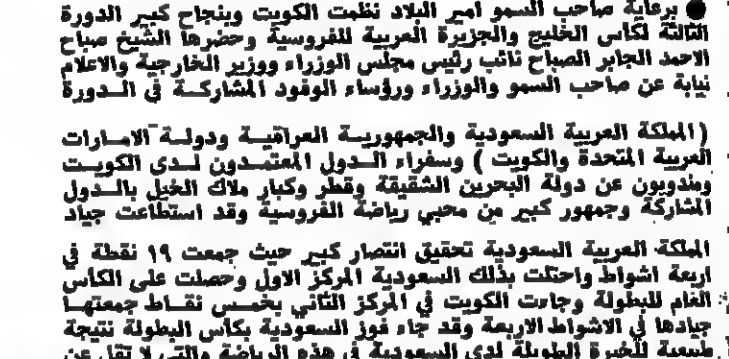 ● برعاية صاحب السمو امير البلاد نظمت الكويت وبنجاح كبير الدورة
الثالثة لكأس الخليج والجزيرة العربية للفروسية وحضرها الشيخ صباح
الاحمد الجابر الصباح نائب رئيس مجلس الوزراء ووزير الخارجية والاعلام
نيابة عن صاحب السمو والوزراء ورؤساء الوفود المشاركة في الدورة
(المملكة العربية السعودية والجمهورية العراقية ودولة الامارات
العربية المتحدة والكويت ) وسفراء الدول المعتمدون لدى الكويت
ومندوبون عن دولة البحرين الشقيقة وقطر وكبار ملاك الخيل بالدول
المشاركة وجمهور كبير من محبي رياضة الفروسية وقد استطاعت جياد
المملكة العربية السعودية تحقيق انتصار كبير حيث جمعت ١٩ نقطة في
اربعة اشواط واحتلت بذلك السعودية المركز الاول وحصلت على الكأس
العام للبطولة وجاءت الكويت في المركز الثاني بخمس نقاط جمعتها
جيادها في الاشواط الاربعة وقد جاء فوز السعودية بكأس البطولة نتيجة
طبيعية للخبرة الطويلة لدى السعودية في هذه الرياضة والتي لا تقل عن